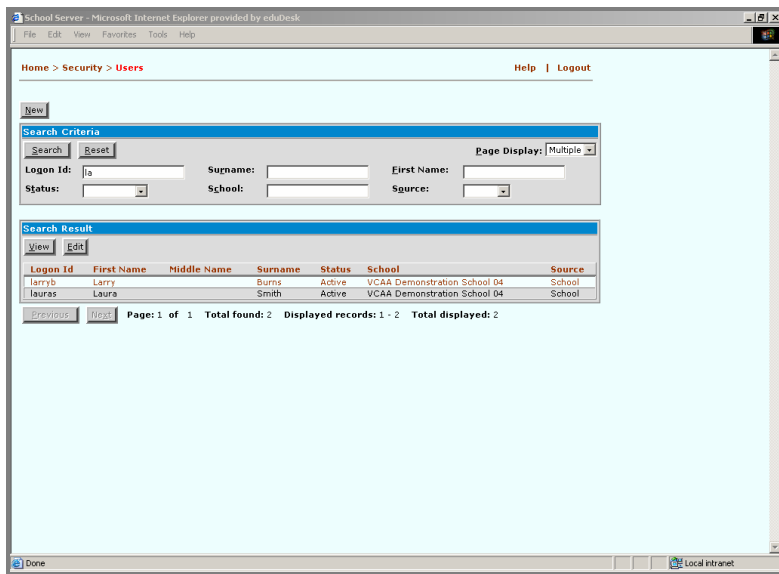 School Server - Microsoft Internet Explorer provided by eduDesk
File Edit View Favorites Tools Help
Home > Security > Users Help | Logout
New
Search Criteria
Search Reset Page Display: Multiple
Logon Id: la Surname: First Name:
Status: School: Source:
Search Result
View Edit
Logon Id First Name Middle Name Surname Status School Source
larryb Larry Burns Active VCAA Demonstration School 04 School
lauras Laura Smith Active VCAA Demonstration School 04 School
Previous Next Page: 1 of 1 Total found: 2 Displayed records: 1 - 2 Total displayed: 2
Done Local intranet